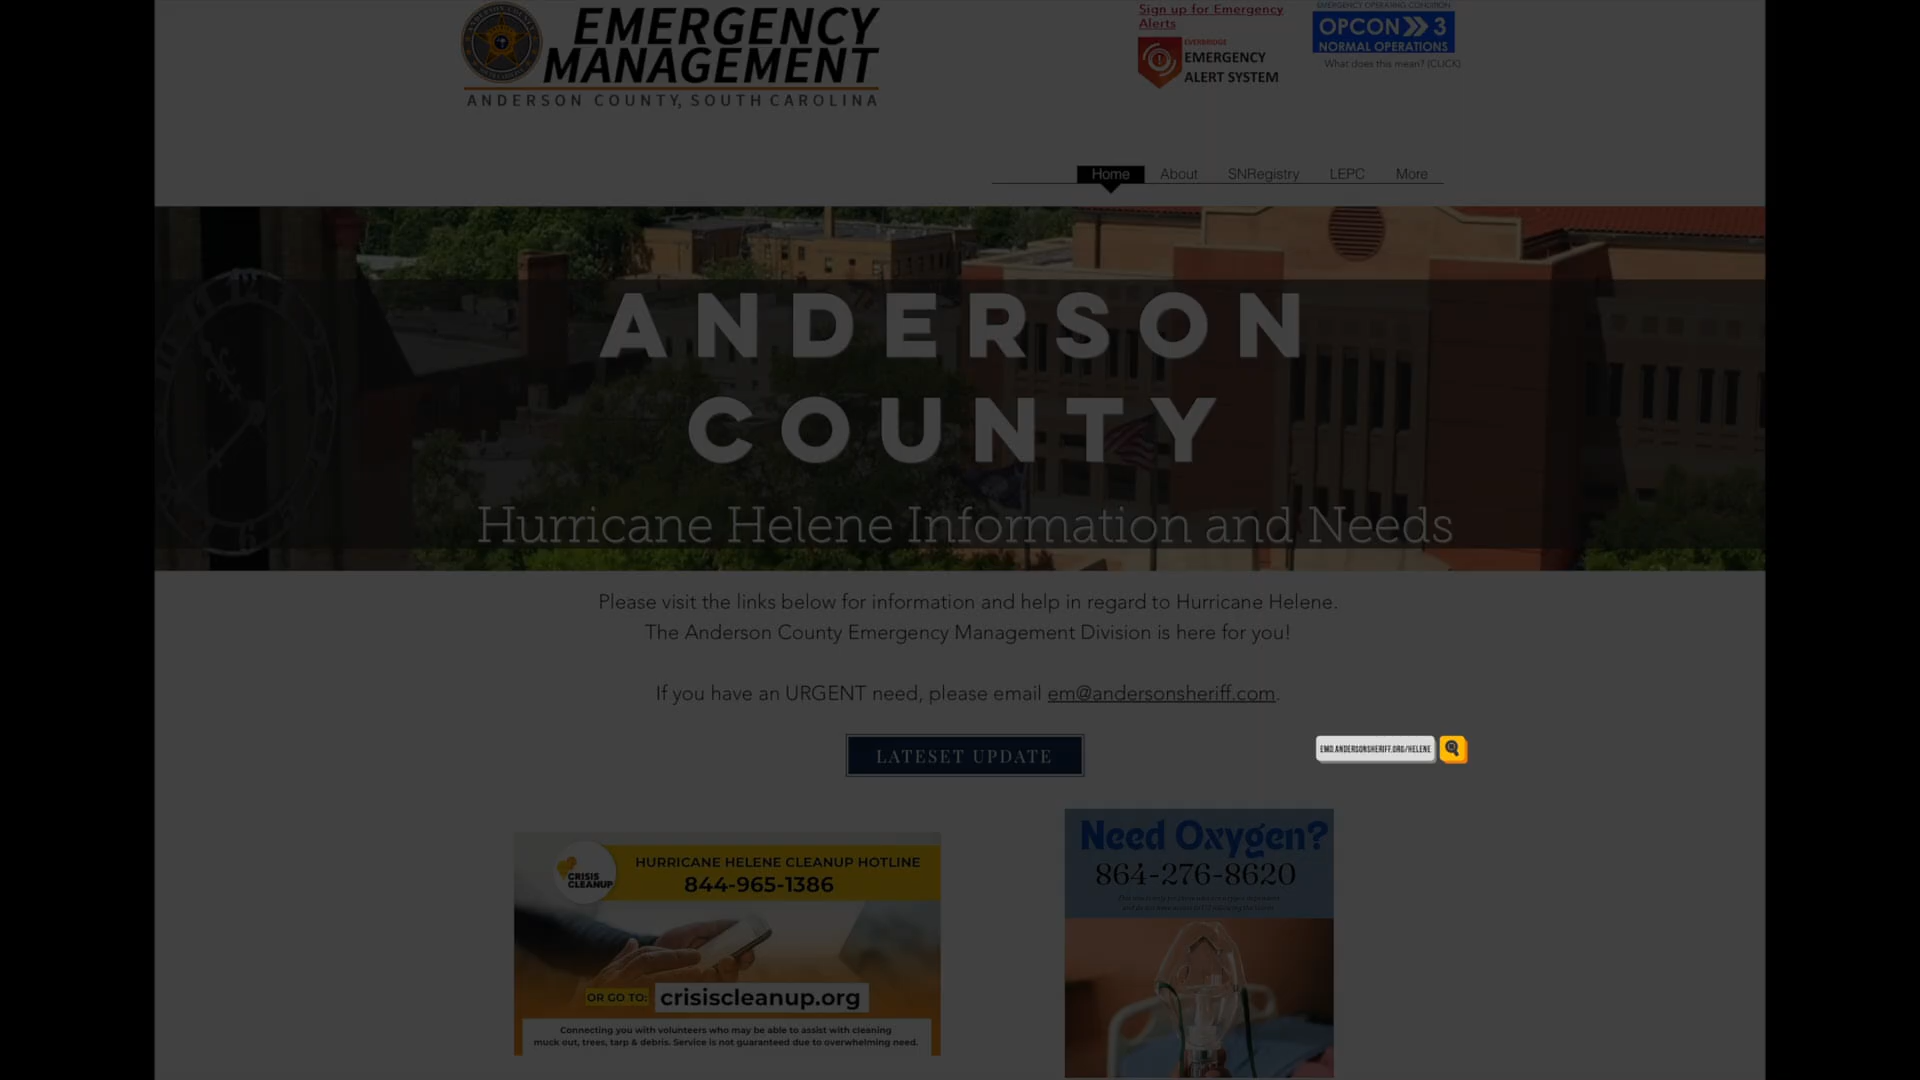 EMERGENCY
MANAGEMENT
ANDERSON COUNTY, SOUTH CAROLINA
Sign up for Emergency
Alerts
EVERBRIDGE
EMERGENCY
ALERT SYSTEM
EMERGENCY OPERATING CONDITION
OPCON 3
NORMAL OPERATIONS
What does this mean? (CLICK)
Home About SNRegistry LEPC More
ANDERSON
COUNTY
Hurricane Helene Information and Needs
Please visit the links below for information and help in regard to Hurricane Helene.
The Anderson County Emergency Management Division is here for you!
If you have an URGENT need, please email em@andersonsheriff.com.
LATESET UPDATE
EMD.ANDERSONSHERIFF.ORG/HELENE
CRISIS
CLEANUP
HURRICANE HELENE CLEANUP HOTLINE
844-965-1386
OR GO TO: crisiscleanup.org
Connecting you with volunteers who may be able to assist with cleaning
muck out, trees, tarp & debris. Service is not guaranteed due to overwhelming need.
Need Oxygen?
864-276-8620